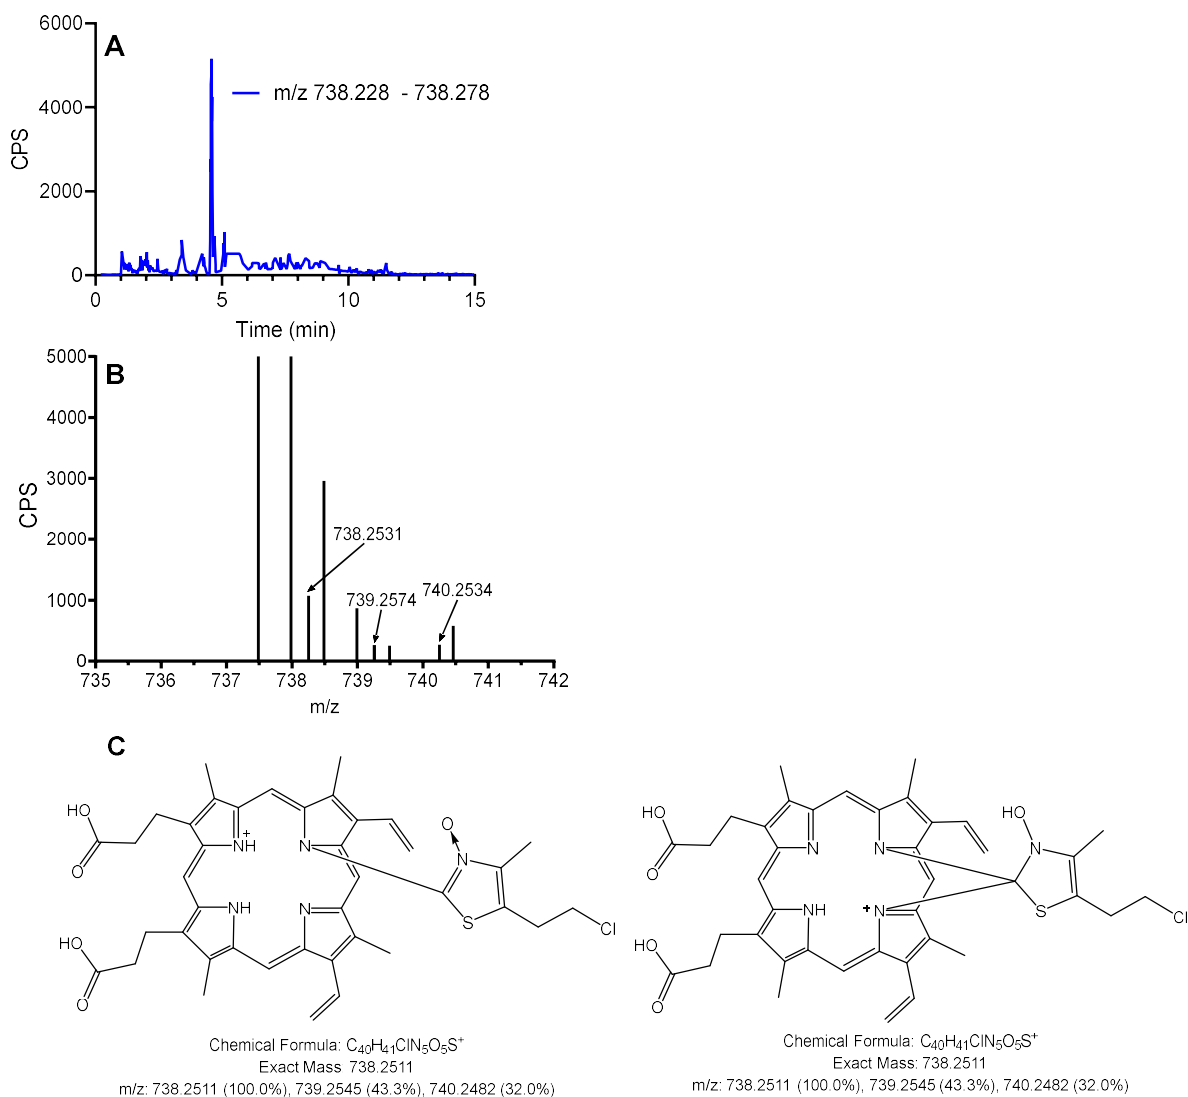 A
6000
4000
2000
0
CPS
m/z 738.228 - 738.278
0 5 10 15
Time (min)
B
5000
4000
3000
2000
1000
0
CPS
738.2531
739.2574
740.2534
735 736 737 738 739 740 741 742
m/z
C
HO
O
NH
+
N
O
N
S
Cl
NH
N
HO
O
Chemical Formula: C40H41ClN5O5S+
Exact Mass 738.2511
m/z: 738.2511 (100.0%), 739.2545 (43.3%), 740.2482 (32.0%)
HO
O
N
N
HO
N
S
Cl
NH
+
N
HO
O
Chemical Formula: C40H41ClN5O5S+
Exact Mass: 738.2511
m/z: 738.2511 (100.0%), 739.2545 (43.3%), 740.2482 (32.0%)